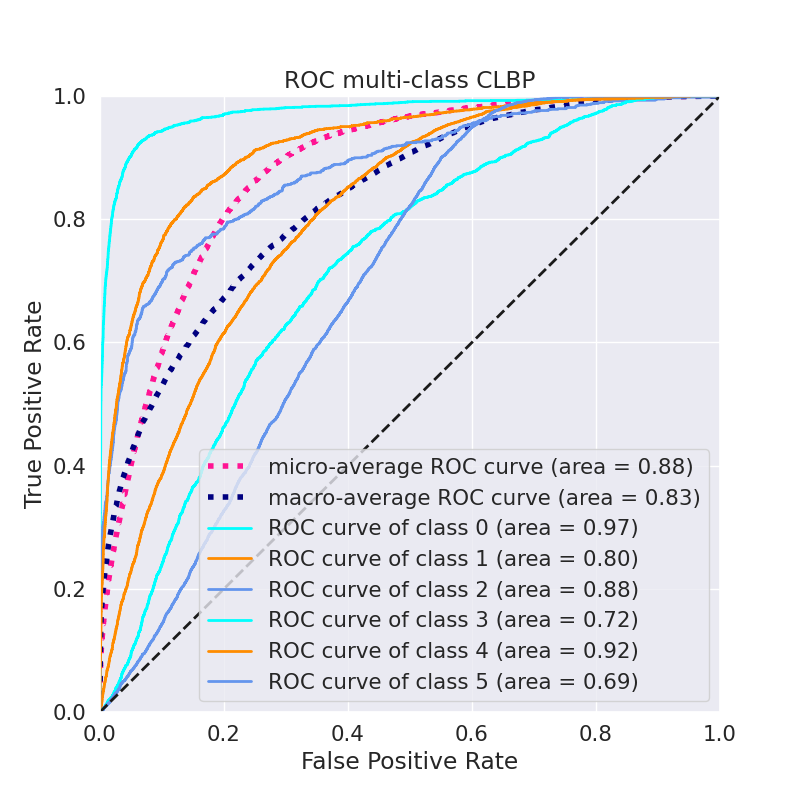 ROC multi-class CLBP
1.0
0.8
0.6
0.4
0.2
0.0
True Positive Rate
micro-average ROC curve (area = 0.88)
macro-average ROC curve (area = 0.83)
ROC curve of class 0 (area = 0.97)
ROC curve of class 1 (area = 0.80)
ROC curve of class 2 (area = 0.88)
ROC curve of class 3 (area = 0.72)
ROC curve of class 4 (area = 0.92)
ROC curve of class 5 (area = 0.69)
0.0 0.2 0.4 0.6 0.8 1.0
False Positive Rate